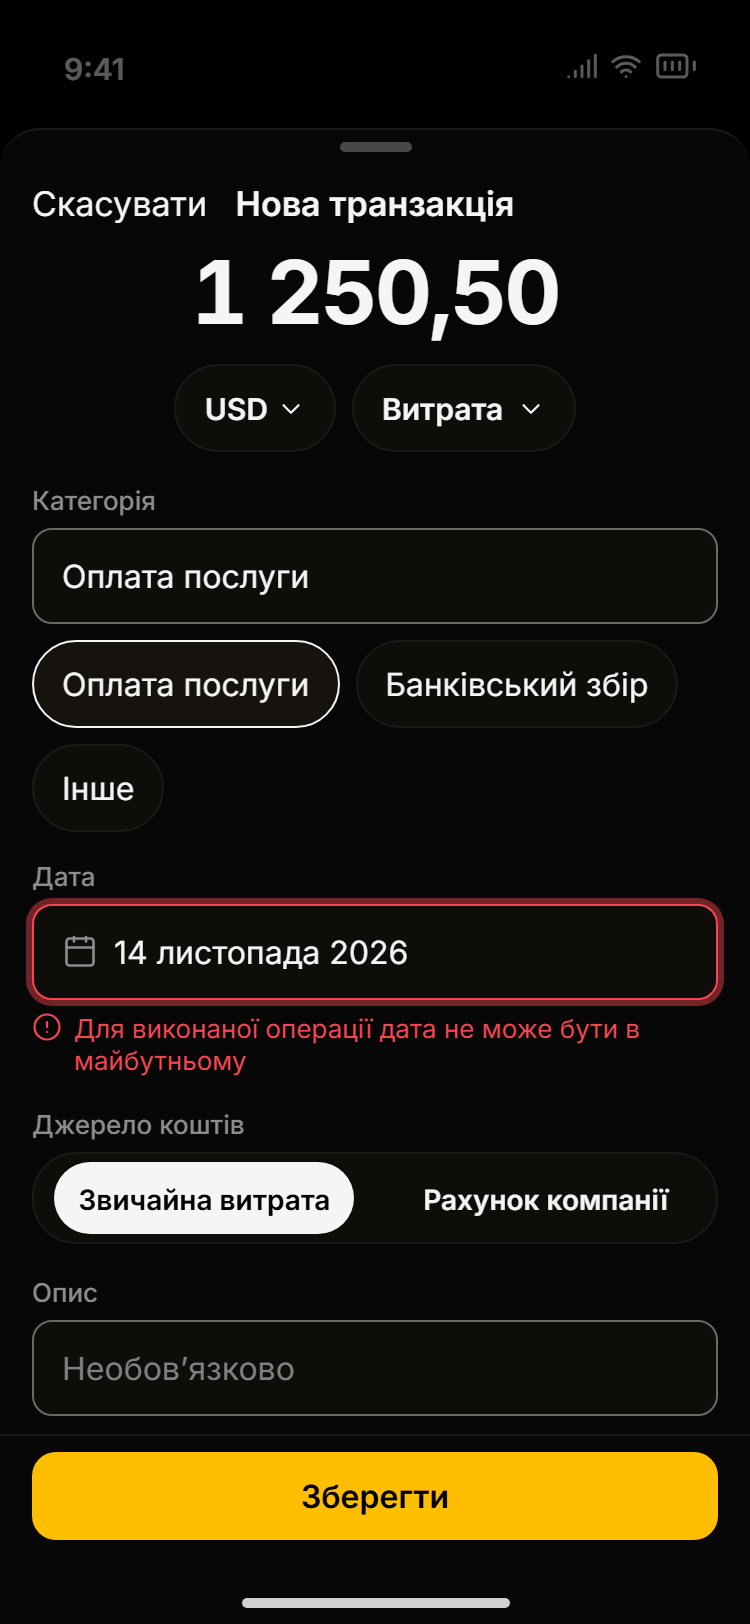 9:41
Скасувати Нова транзакція
1 250,50
USD Витрата
Категорія
Оплата послуги
Оплата послуги Банківський збір
Інше
Дата
14 листопада 2026
Для виконаної операції дата не може бути в
майбутньому
Джерело коштів
Звичайна витрата Рахунок компанії
Опис
Необов’язково
Зберегти